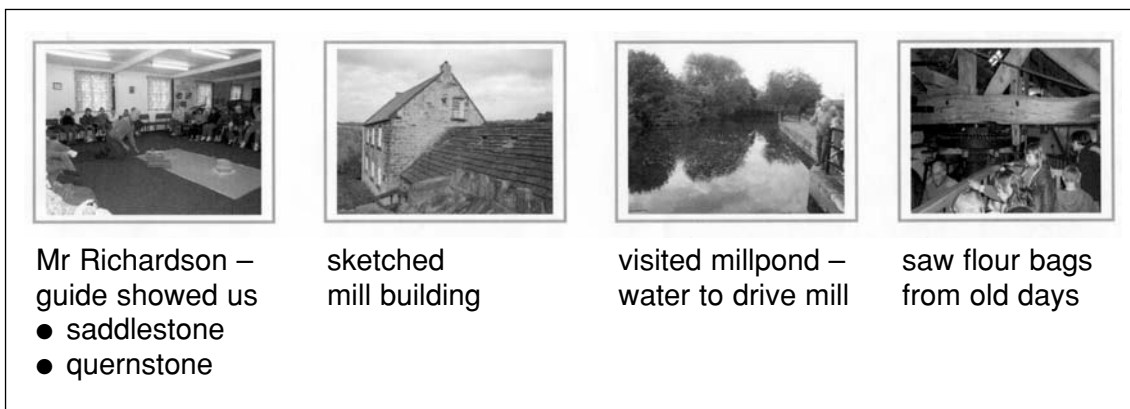 Mr Richardson –
guide showed us
● saddlestone
● quernstone
sketched
mill building
visited millpond –
water to drive mill
saw flour bags
from old days